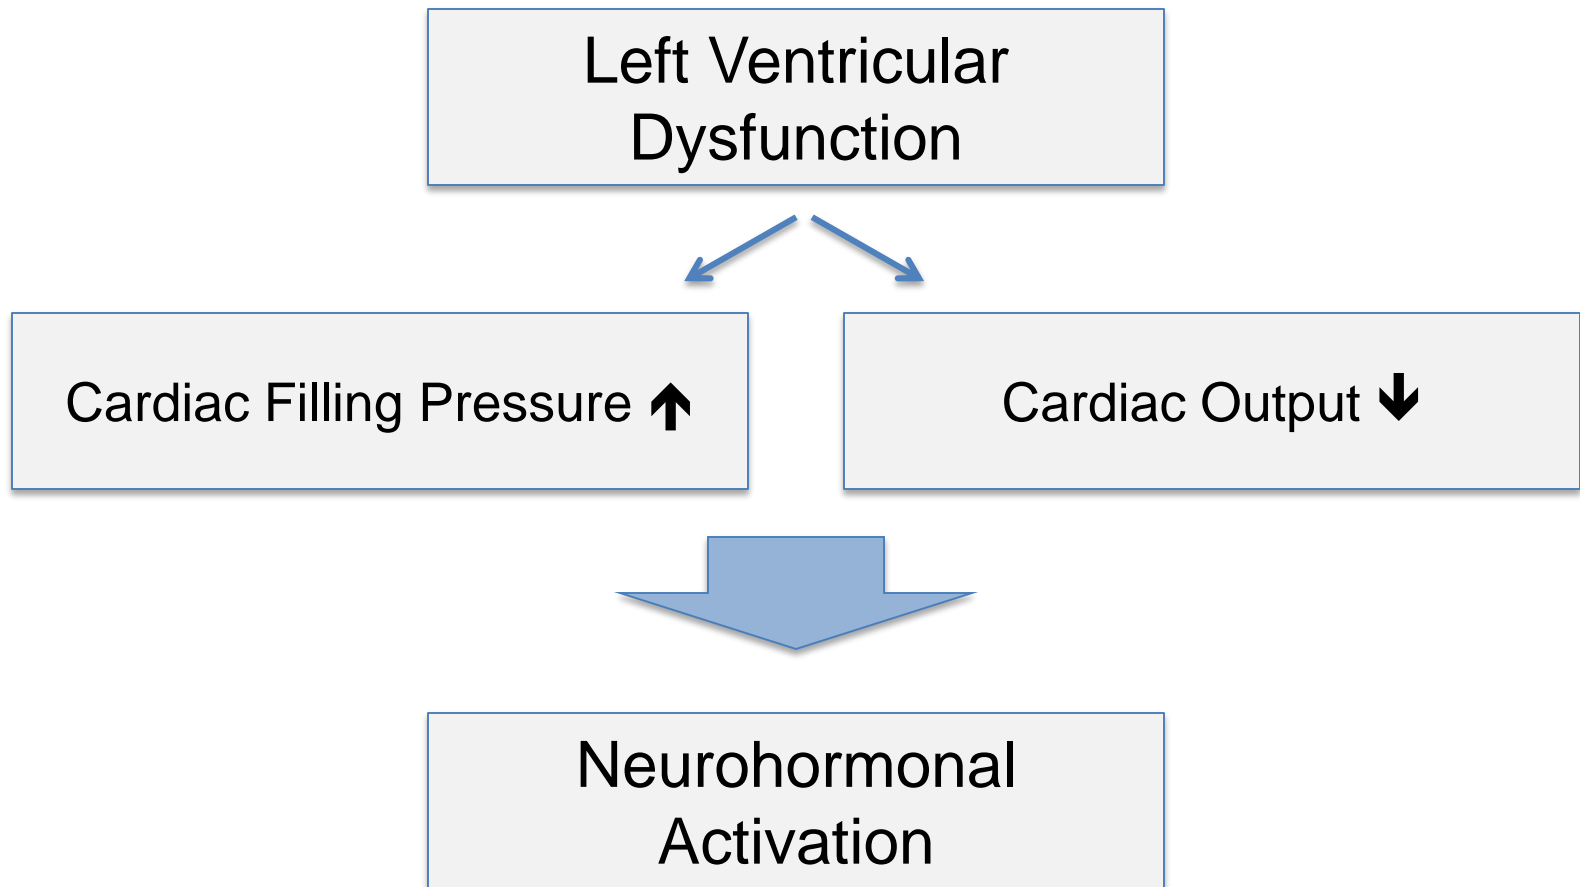 Left Ventricular
Dysfunction
Cardiac Filling Pressure 🡹
Cardiac Output 🡻
Neurohormonal
Activation